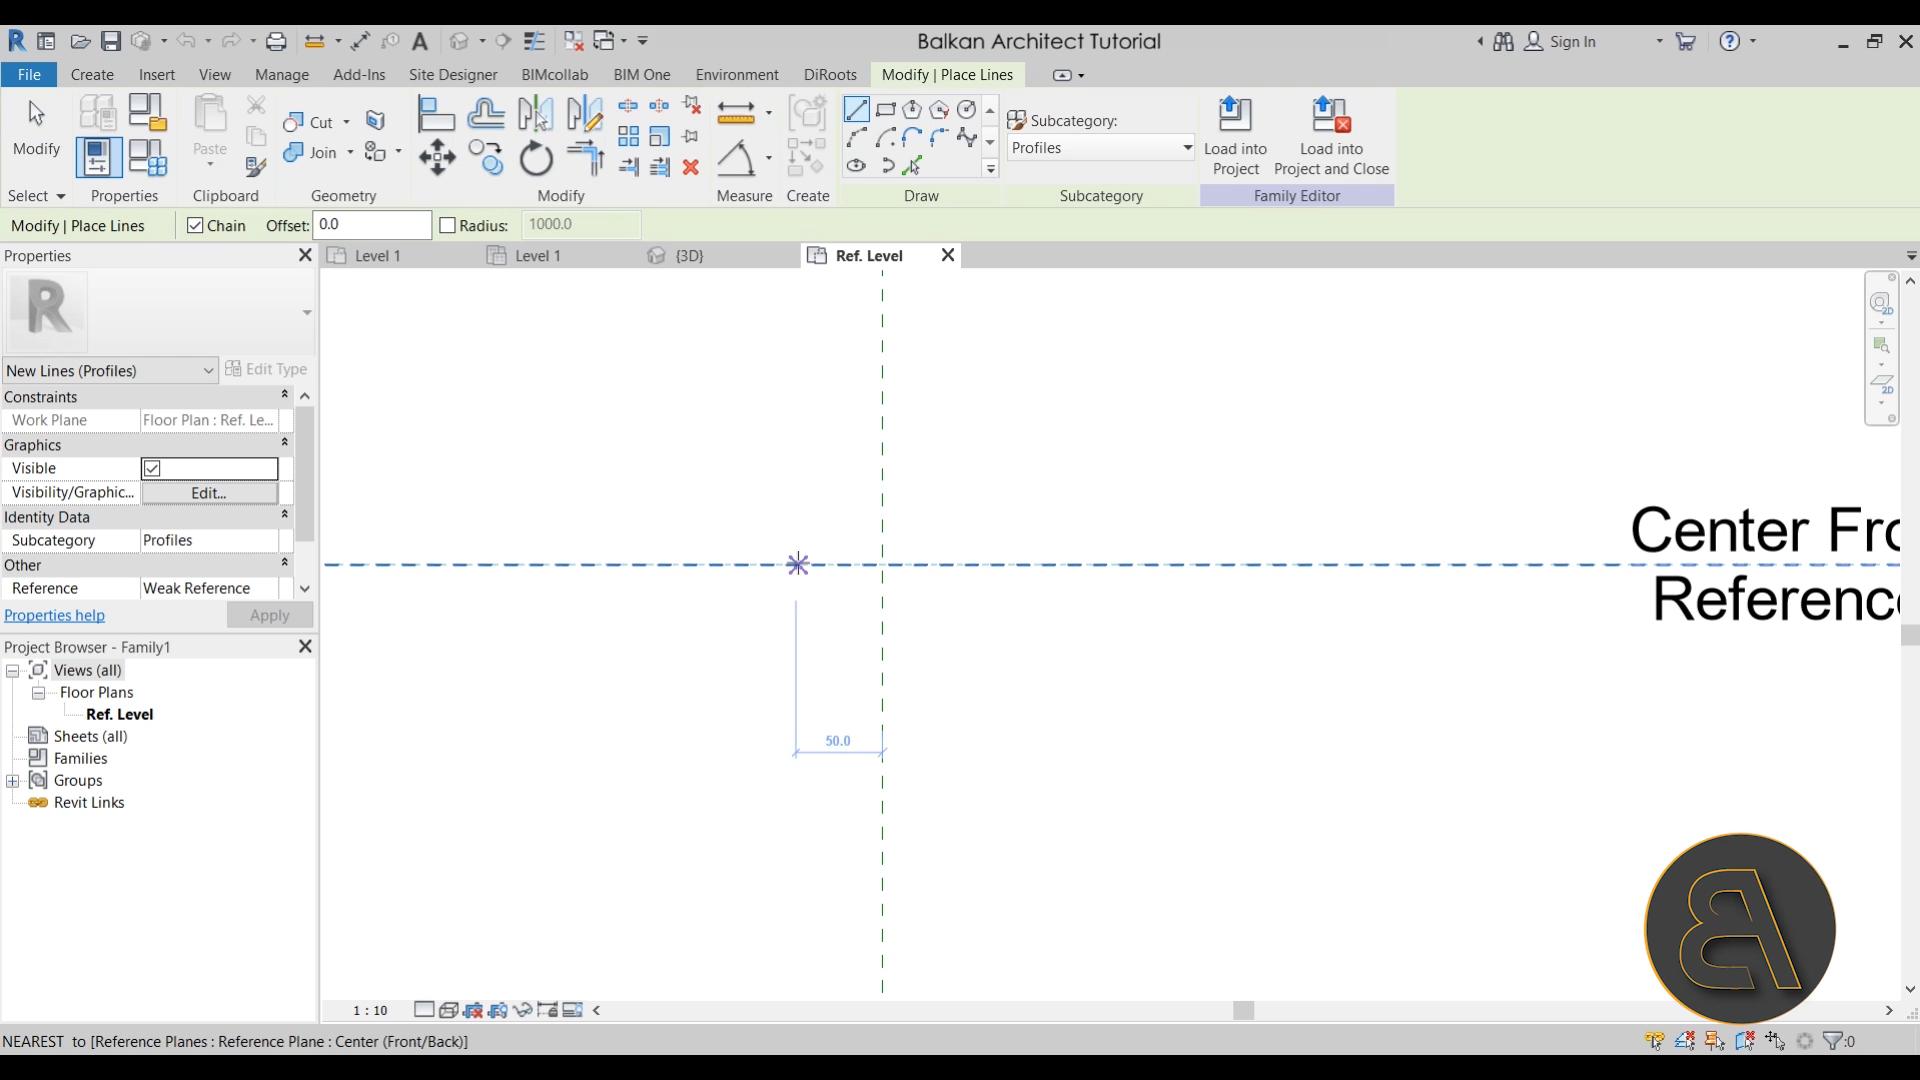 Balkan Architect Tutorial
Sign In
File Create Insert View Manage Add-Ins Site Designer BIMcollab BIM One Environment DiRoots Modify | Place Lines
Modify
Paste
Cut
Join
Subcategory:
Profiles
Load into
Project
Load into
Project and Close
Select Properties Clipboard Geometry Modify Measure Create Draw Subcategory Family Editor
Modify | Place Lines Chain Offset: 0.0 Radius: 1000.0
Properties
Level 1 Level 1 {3D} Ref. Level
New Lines (Profiles) Edit Type
Constraints
Work Plane Floor Plan : Ref. Le...
Graphics
Visible
Visibility/Graphic... Edit...
Identity Data
Subcategory Profiles
Other
Reference Weak Reference
Properties help Apply
Project Browser - Family1
Views (all)
Floor Plans
Ref. Level
Sheets (all)
Families
Groups
Revit Links
Center Fro
Referenc
50.0
2D
2D
1 : 10
NEAREST to [Reference Planes : Reference Plane : Center (Front/Back)]
:0